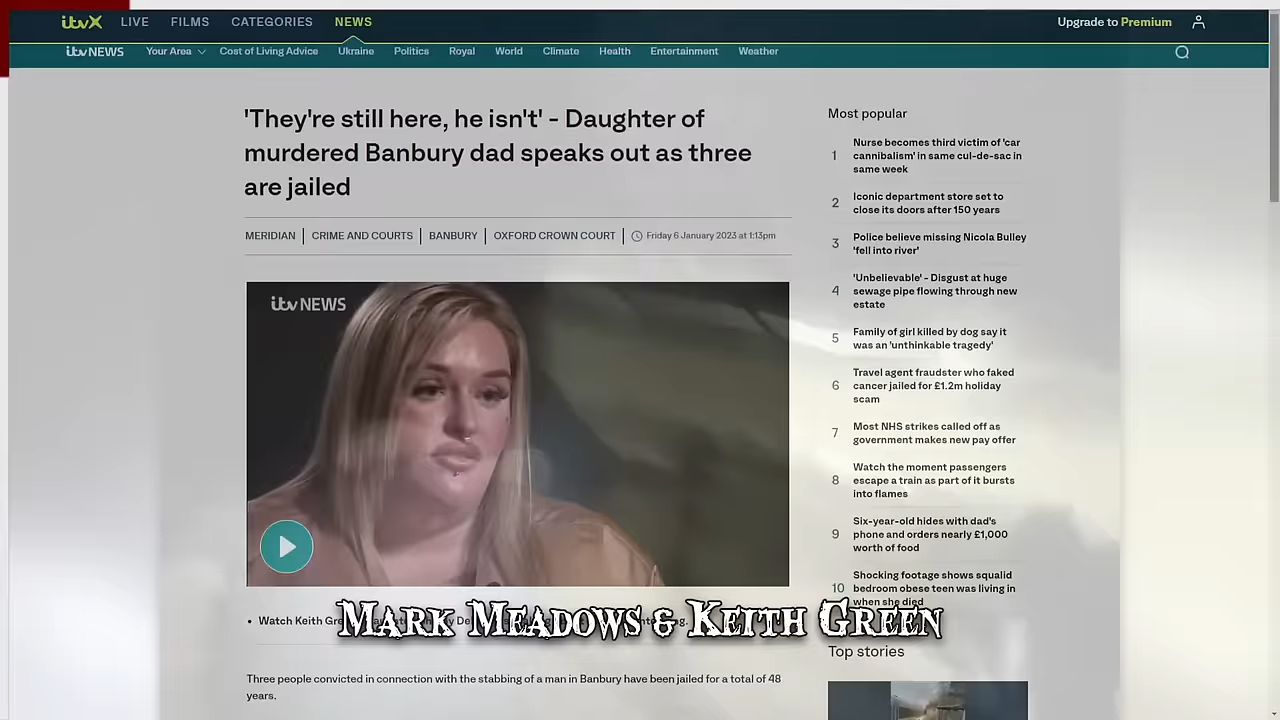 itvX LIVE FILMS CATEGORIES NEWS Upgrade to Premium
itv NEWS Your Area Cost of Living Advice Ukraine Politics Royal World Climate Health Infrastructure Entertainment Weather
'They're still here, he isn't' - Daughter of
murdered Banbury dad speaks out as three
are jailed
MERIDIAN CRIME AND COURTS BANBURY OXFORD CROWN COURT Friday 6 January 2023 at 1:13pm
itv NEWS
• Watch Keith
Mark Meadows & Keith Green
Three people convicted in connection with the stabbing of a man in Banbury have been jailed for a total of 48
years.
Most popular
1 Nurse becomes third victim of 'car
cannibalism' in same cul-de-sac in
same week
2 Iconic department store set to
close its doors after 150 years
3 Police believe missing Nicola Bulley
'fell into river'
4 'Unbelievable' - Disgust at huge
sewage pipe flowing through new
estate
5 Family of girl killed by dog say it
was an 'unthinkable tragedy'
6 Travel agent fraudster who faked
cancer jailed for £1.2m holiday
scam
7 Most NHS strikes called off as
government makes new pay offer
8 Watch the moment passengers
escape a train as part of it bursts
into flames
9 Six-year-old hides with dad's
phone and orders nearly £1,000
worth of food
10 Shocking footage shows squalid
bedroom obese teen was living in
when she died
Top stories